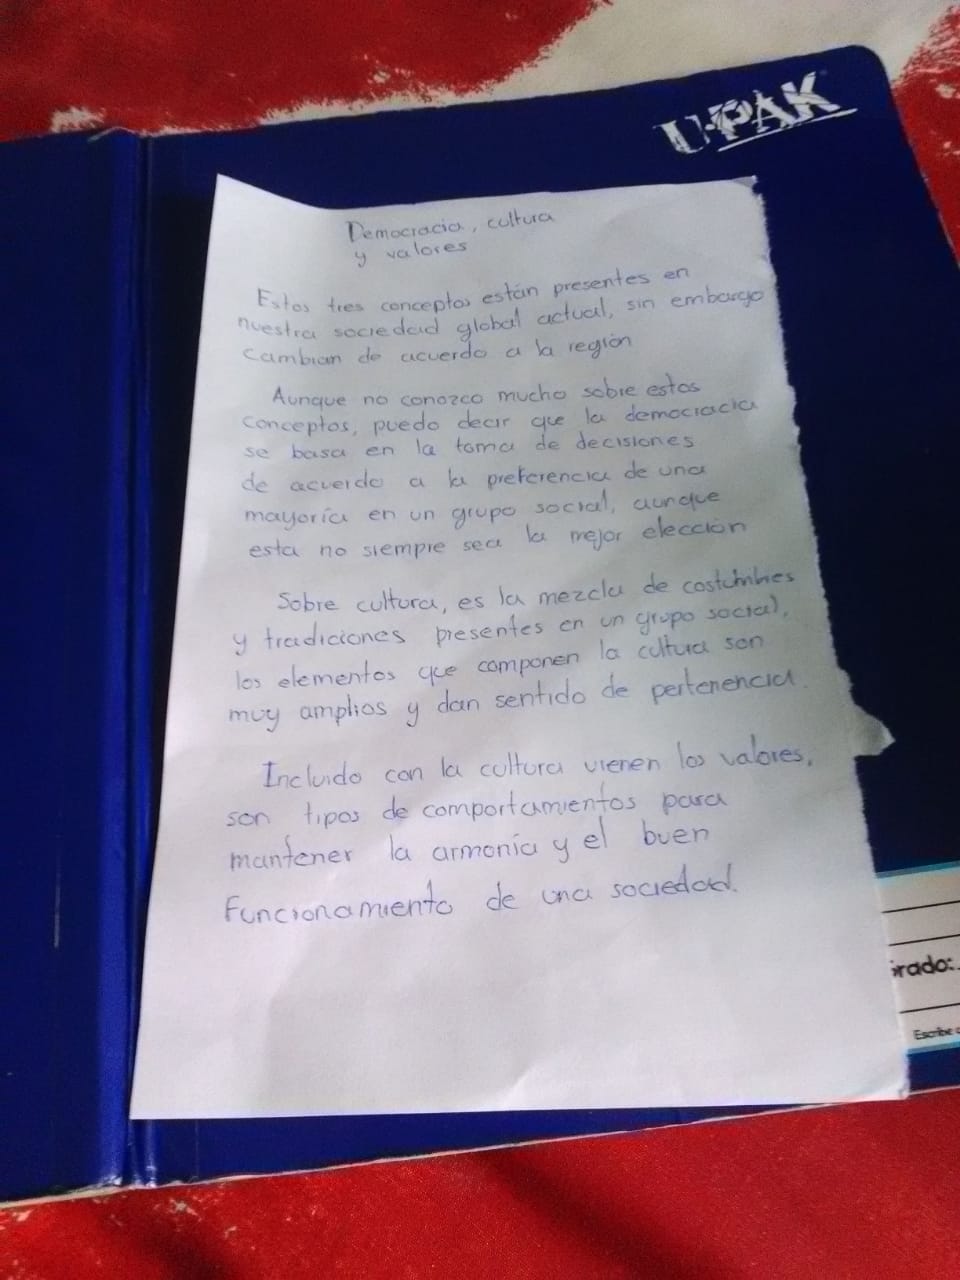 U-PAK
Democracia, cultura
y valores
Estos tres conceptos están presentes en
nuestra sociedad global actual, sin embargo
cambian de acuerdo a la región
Aunque no conozco mucho sobre estos
conceptos, puedo decir que la democracia
se basa en la toma de decisiones
de acuerdo a la preferencia de una
mayoría en un grupo social, aunque
esta no siempre sea la mejor elección
Sobre cultura, es la mezcla de costumbres
y tradiciones presentes en un grupo social,
los elementos que componen la cultura son
muy amplios y dan sentido de pertenencia.
Incluido con la cultura vienen los valores,
son tipos de comportamientos para
mantener la armonía y el buen
funcionamiento de una sociedad.
Grado:
Escribe